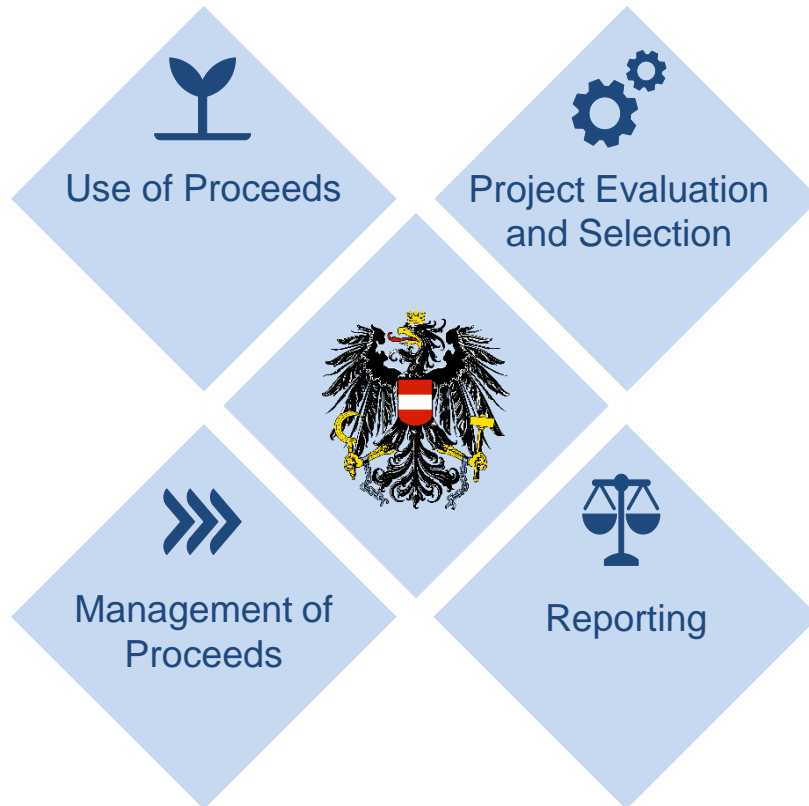 Use of Proceeds
Project Evaluation
and Selection
Management of
Proceeds
Reporting